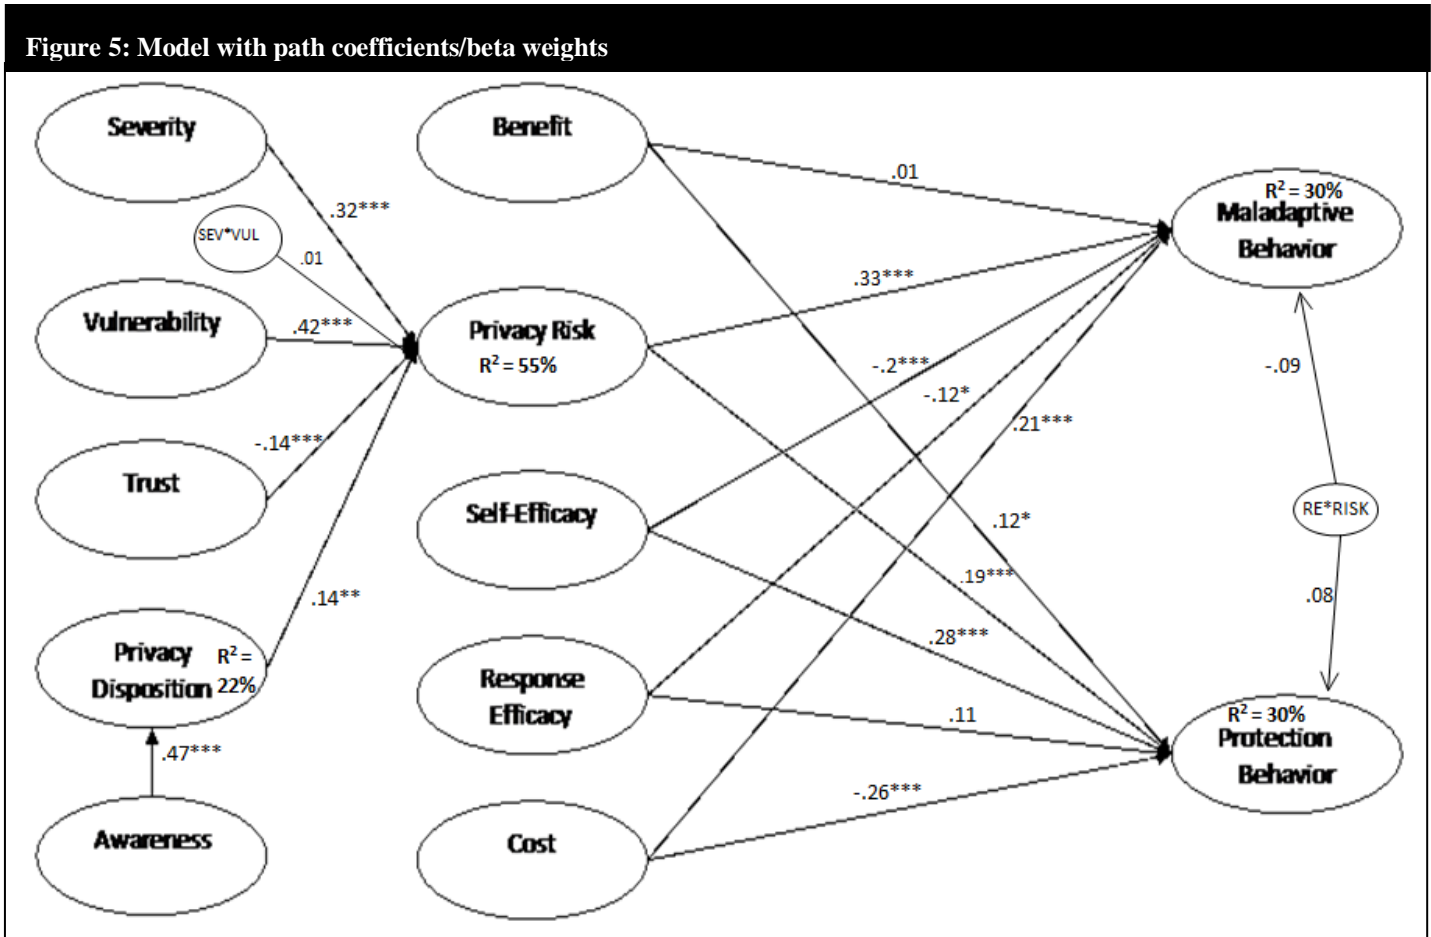 Figure 5: Model with path coefficients/beta weights
Severity
Benefit
.01
R² = 30%
Maladaptive
Behavior
.32***
SEV*VUL
.01
Vulnerability
.42***
Privacy Risk
R² = 55%
.33***
-.2***
-.12*
.21***
-.09
-.14***
Trust
Self-Efficacy
.12*
RE*RISK
.19***
.14**
.08
.28***
Privacy
Disposition
R² =
22%
Response
Efficacy
.11
R² = 30%
Protection
Behavior
.47***
-.26***
Awareness
Cost